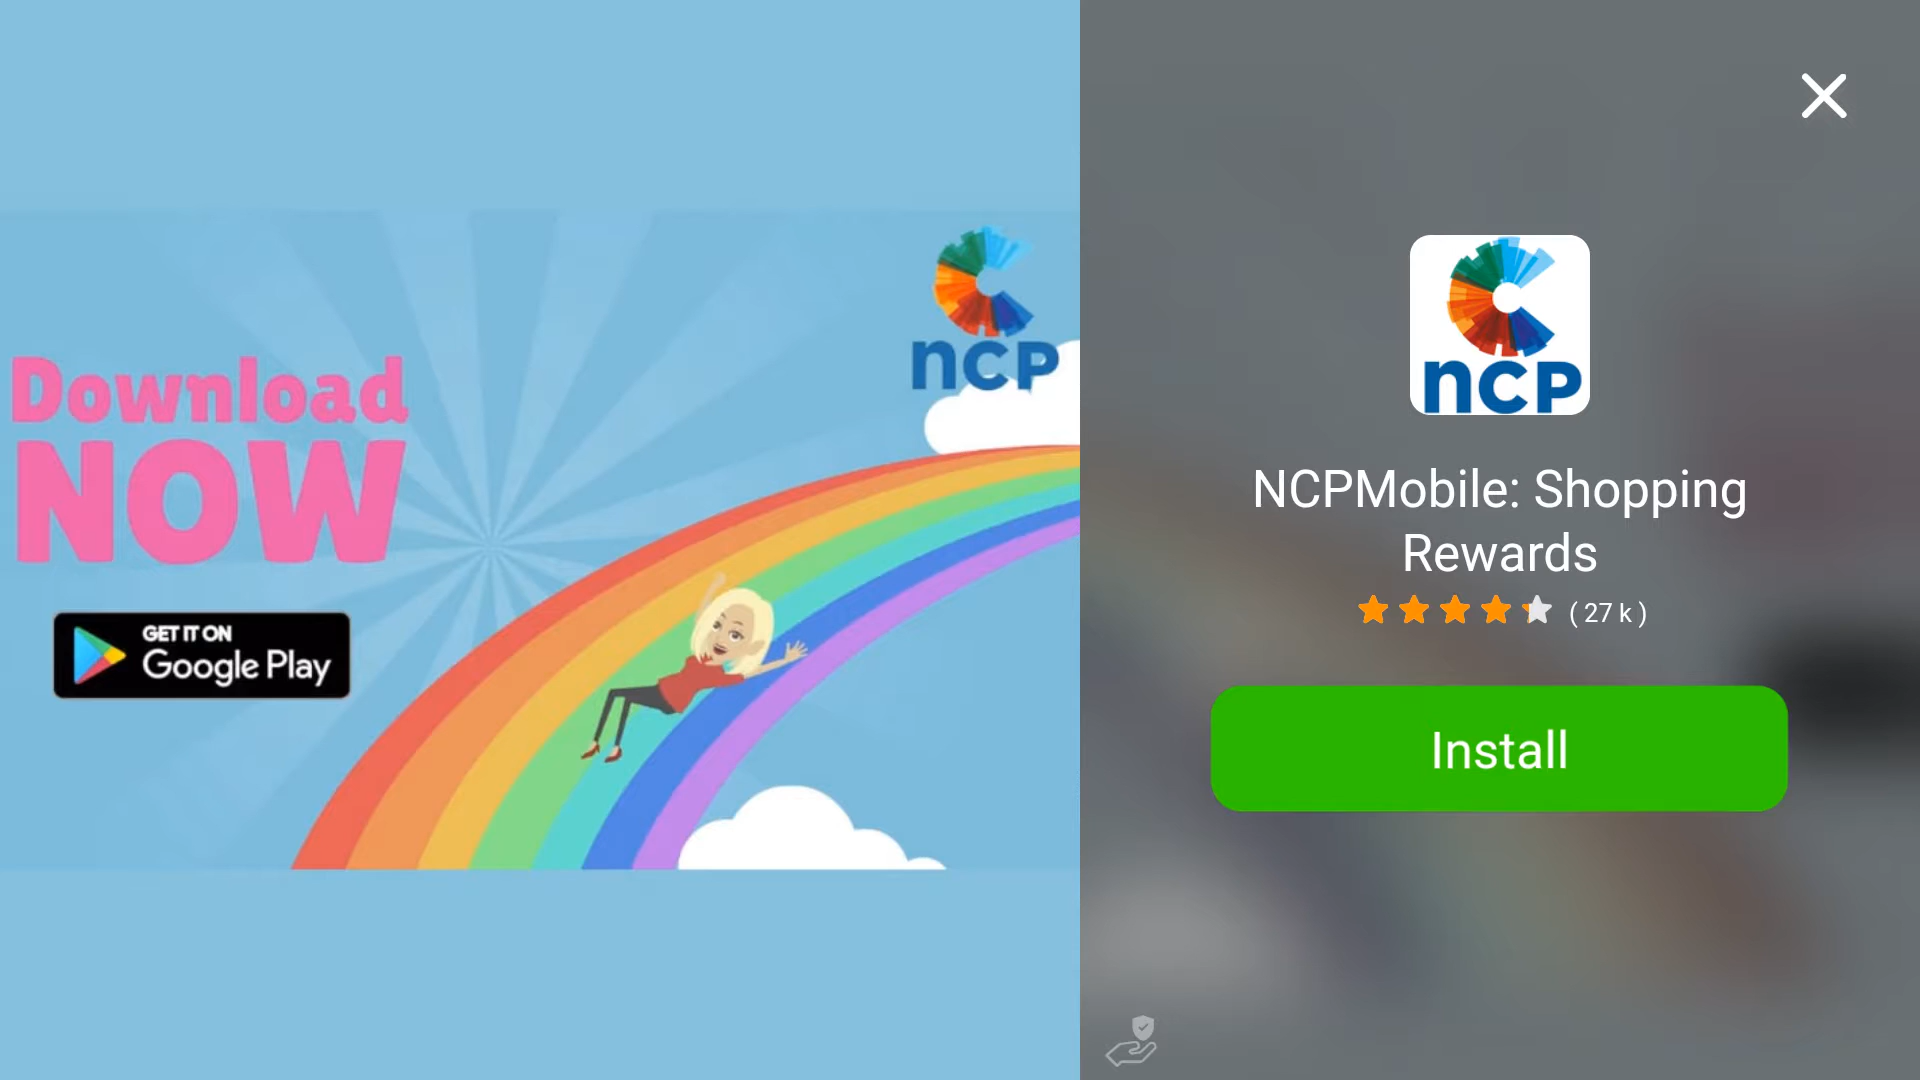 Download
NOW
GET IT ON
Google Play
ncp
ncp
NCPMobile: Shopping
Rewards
( 27 k )
Install